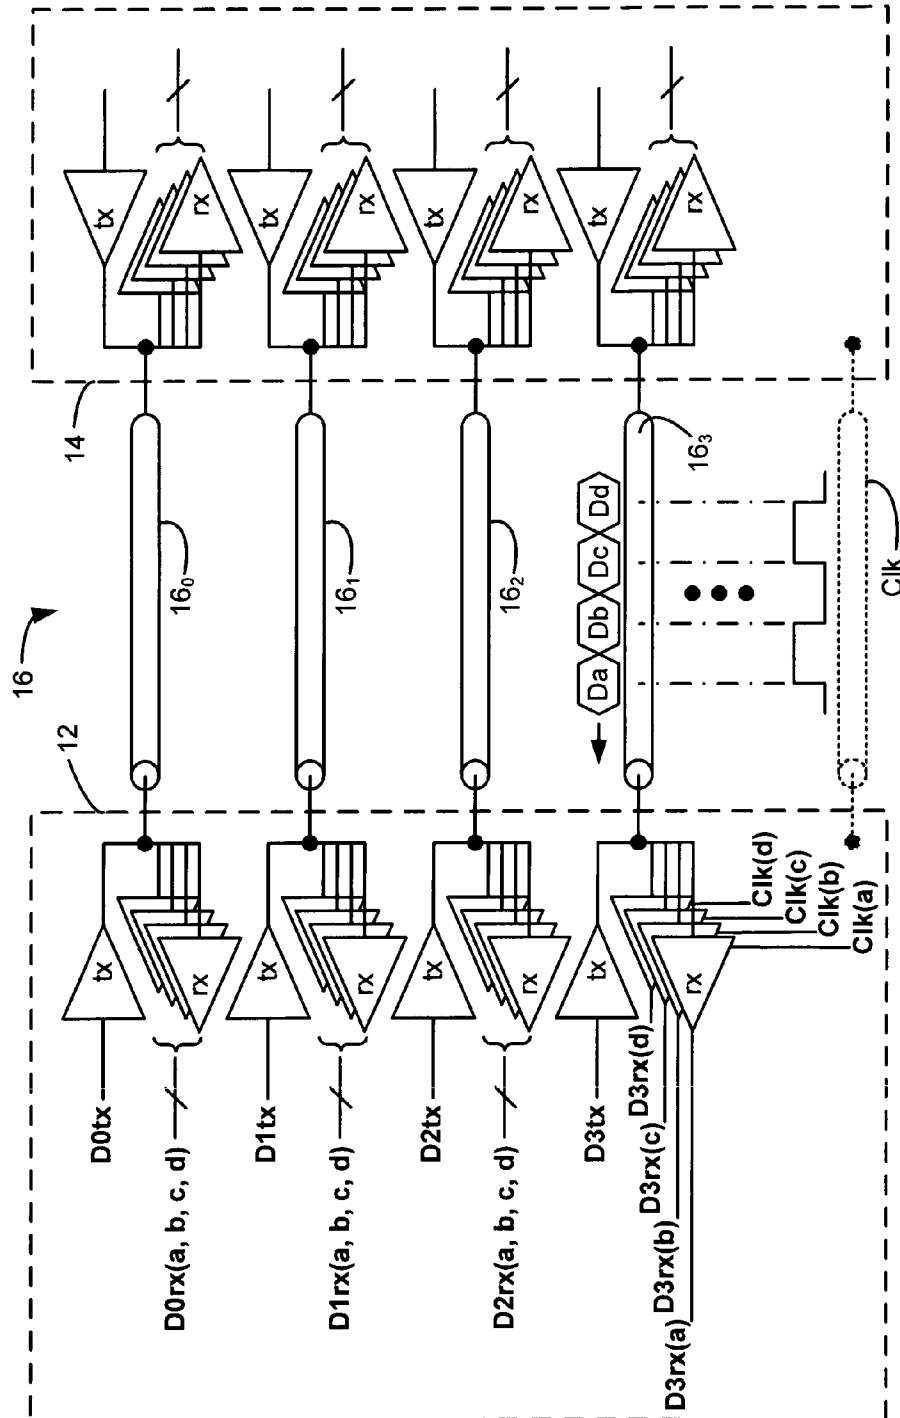 16
12
14
D0tx
tx
D0rx(a, b, c, d)
rx
16₀
tx
rx
D1tx
tx
D1rx(a, b, c, d)
rx
16₁
tx
rx
D2tx
tx
D2rx(a, b, c, d)
rx
16₂
tx
rx
D3tx
tx
Da
Db
Dc
Dd
16₃
tx
rx
D3rx(d)
D3rx(c)
D3rx(b)
D3rx(a)
rx
Clk(d)
Clk(c)
Clk(b)
Clk(a)
Clk